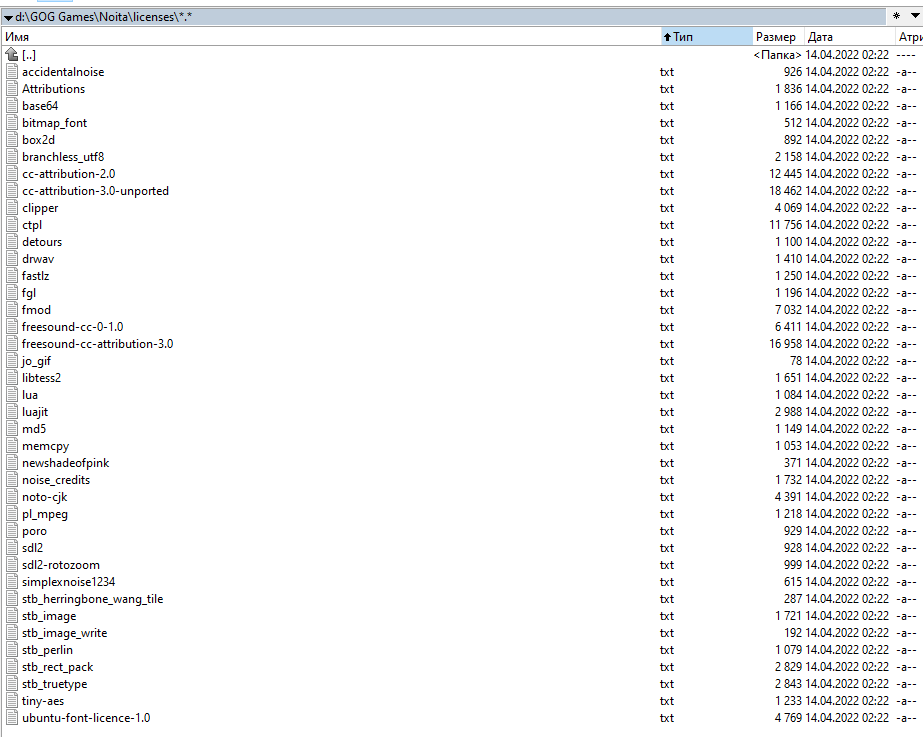 d:\GOG Games\Noita\licenses\*.* * 
Имя Тип Размер Дата Атри
[..] <Папка> 14.04.2022 02:22 ----
accidentalnoise txt 926 14.04.2022 02:22 -a--
Attributions txt 1 836 14.04.2022 02:22 -a--
base64 txt 1 166 14.04.2022 02:22 -a--
bitmap_font txt 512 14.04.2022 02:22 -a--
box2d txt 892 14.04.2022 02:22 -a--
branchless_utf8 txt 2 158 14.04.2022 02:22 -a--
cc-attribution-2.0 txt 12 445 14.04.2022 02:22 -a--
cc-attribution-3.0-unported txt 18 462 14.04.2022 02:22 -a--
clipper txt 4 069 14.04.2022 02:22 -a--
ctpl txt 11 756 14.04.2022 02:22 -a--
detours txt 1 100 14.04.2022 02:22 -a--
drwav txt 1 410 14.04.2022 02:22 -a--
fastlz txt 1 250 14.04.2022 02:22 -a--
fgl txt 1 196 14.04.2022 02:22 -a--
fmod txt 7 032 14.04.2022 02:22 -a--
freesound-cc-0-1.0 txt 6 411 14.04.2022 02:22 -a--
freesound-cc-attribution-3.0 txt 16 958 14.04.2022 02:22 -a--
jo_gif txt 78 14.04.2022 02:22 -a--
libtess2 txt 1 651 14.04.2022 02:22 -a--
lua txt 1 084 14.04.2022 02:22 -a--
luajit txt 2 988 14.04.2022 02:22 -a--
md5 txt 1 149 14.04.2022 02:22 -a--
memcpy txt 1 053 14.04.2022 02:22 -a--
newshadeofpink txt 371 14.04.2022 02:22 -a--
noise_credits txt 1 732 14.04.2022 02:22 -a--
noto-cjk txt 4 391 14.04.2022 02:22 -a--
pl_mpeg txt 1 218 14.04.2022 02:22 -a--
poro txt 929 14.04.2022 02:22 -a--
sdl2 txt 928 14.04.2022 02:22 -a--
sdl2-rotozoom txt 999 14.04.2022 02:22 -a--
simplexnoise1234 txt 615 14.04.2022 02:22 -a--
stb_herringbone_wang_tile txt 287 14.04.2022 02:22 -a--
stb_image txt 1 721 14.04.2022 02:22 -a--
stb_image_write txt 192 14.04.2022 02:22 -a--
stb_perlin txt 1 079 14.04.2022 02:22 -a--
stb_rect_pack txt 2 829 14.04.2022 02:22 -a--
stb_truetype txt 2 843 14.04.2022 02:22 -a--
tiny-aes txt 1 233 14.04.2022 02:22 -a--
ubuntu-font-licence-1.0 txt 4 769 14.04.2022 02:22 -a--